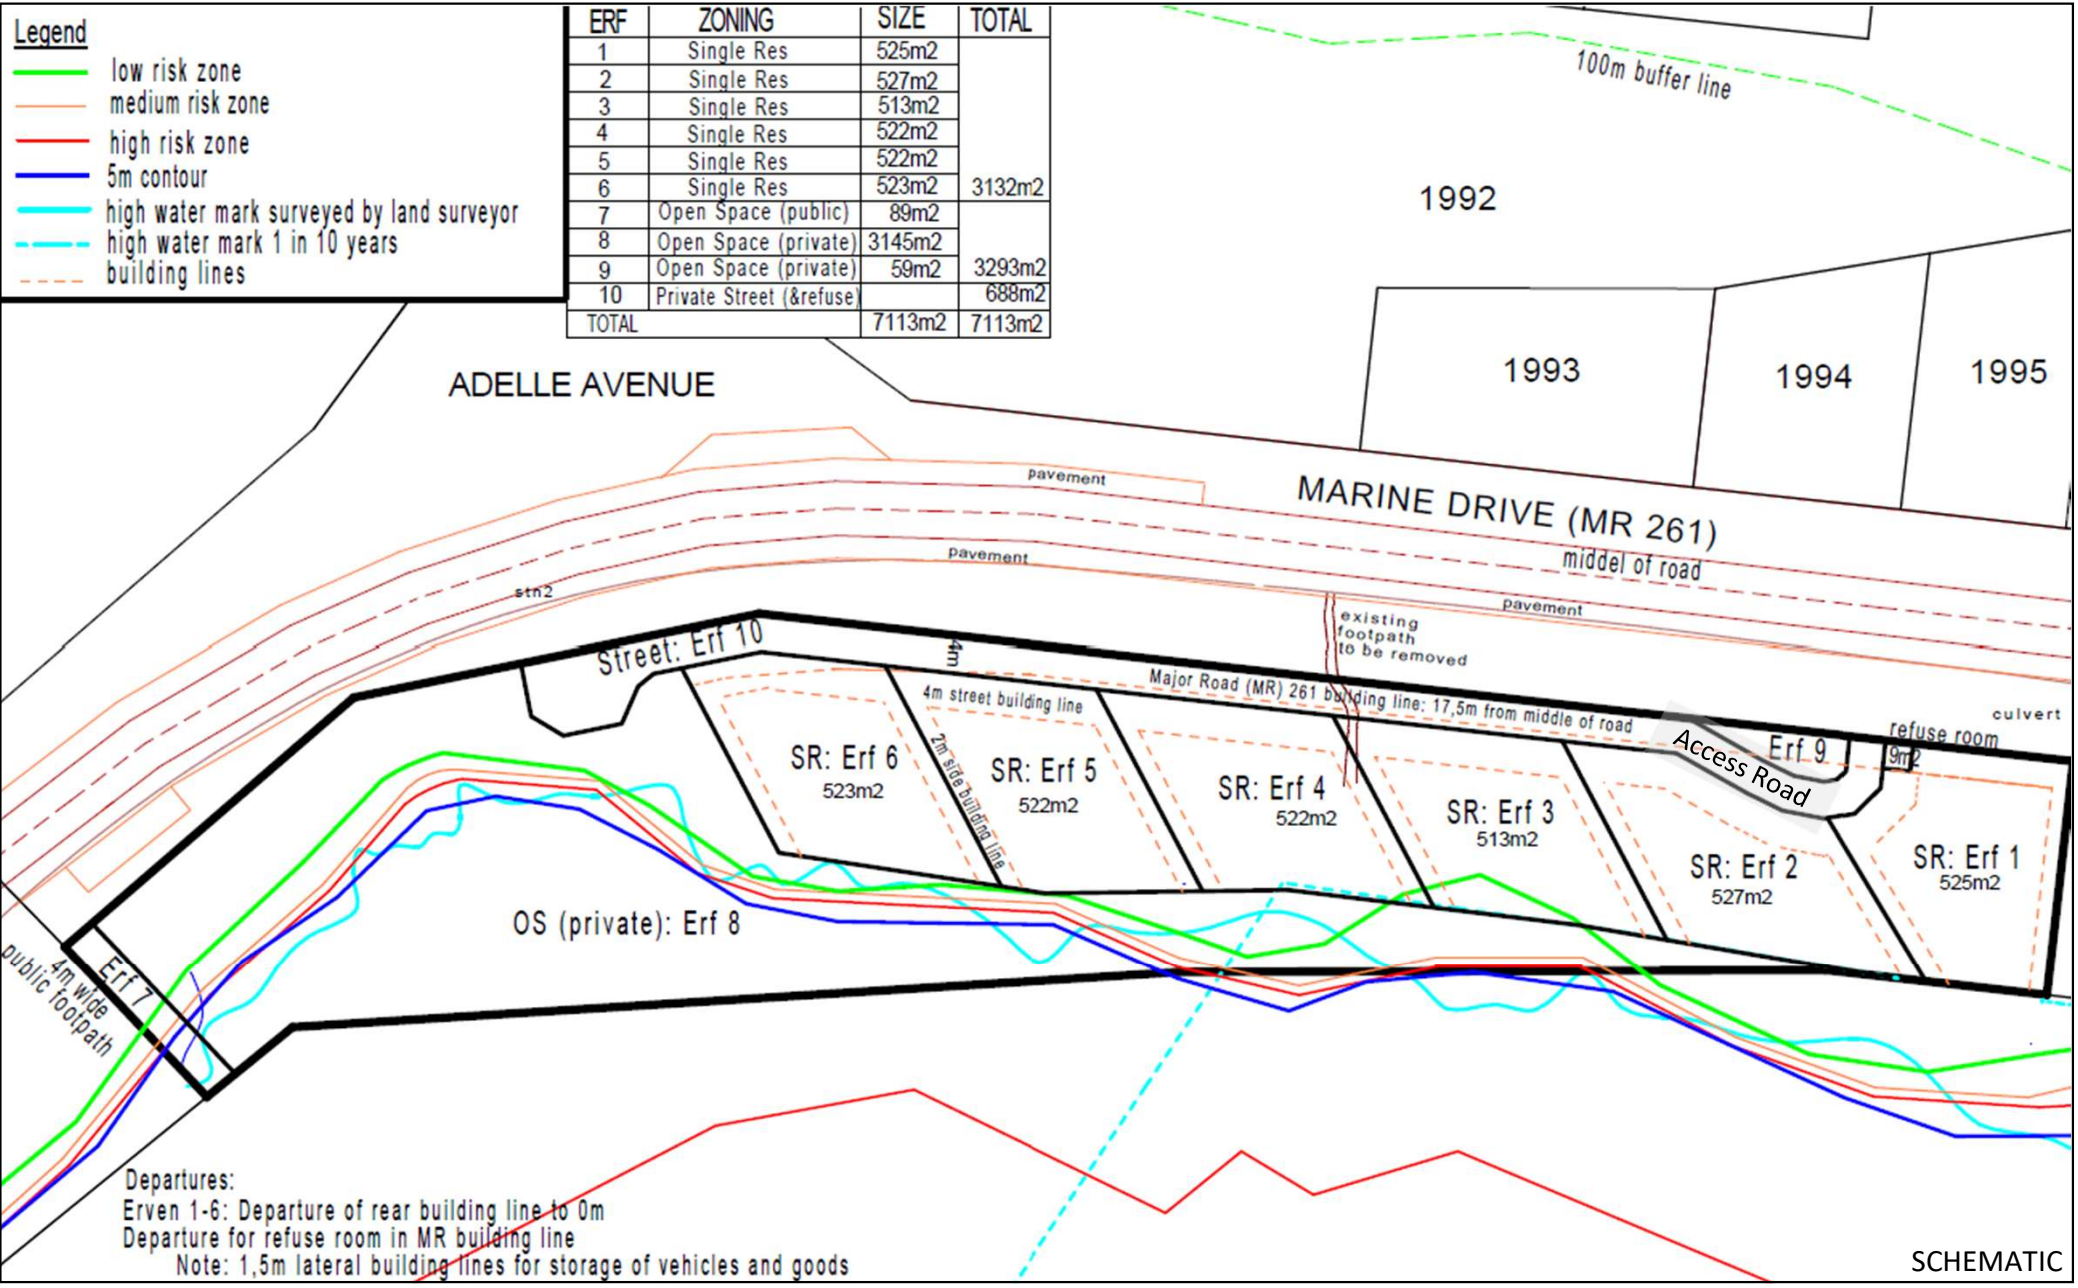 Legend
low risk zone
medium risk zone
high risk zone
5m contour
high water mark surveyed by land surveyor
high water mark 1 in 10 years
building lines
ERF ZONING SIZE TOTAL
1 Single Res 525m2
2 Single Res 527m2
3 Single Res 513m2
4 Single Res 522m2
5 Single Res 522m2
6 Single Res 523m2 3132m2
7 Open Space (public) 89m2
8 Open Space (private) 3145m2
9 Open Space (private) 59m2 3293m2
10 Private Street (&refuse) 688m2
TOTAL 7113m2 7113m2
100m buffer line
1992
1993
1994
1995
ADELLE AVENUE
MARINE DRIVE (MR 261)
middel of road
pavement
pavement
pavement
stn2
existing
footpath
to be removed
Street: Erf 10
4m
Major Road (MR) 261 building line: 17,5m from middle of road
4m street building line
2m side building line
culvert
refuse room
9m2
Erf 9
Access Road
SR: Erf 6
523m2
SR: Erf 5
522m2
SR: Erf 4
522m2
SR: Erf 3
513m2
SR: Erf 2
527m2
SR: Erf 1
525m2
OS (private): Erf 8
Erf 7
4m wide
public footpath
Departures:
Erven 1-6: Departure of rear building line to 0m
Departure for refuse room in MR building line
Note: 1,5m lateral building lines for storage of vehicles and goods
SCHEMATIC